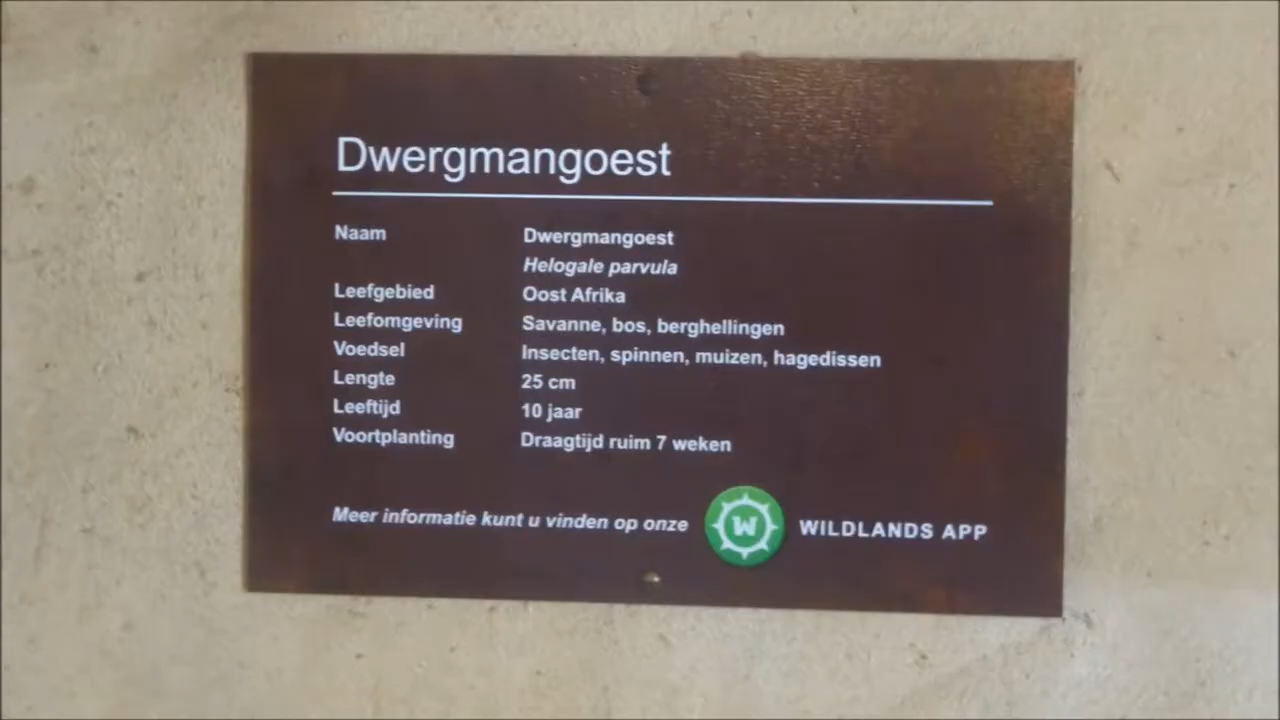 Dwergmangoest
Naam Dwergmangoest
Helogale parvula
Leefgebied Oost Afrika
Leefomgeving Savanne, bos, berghellingen
Voedsel Insecten, spinnen, muizen, hagedissen
Lengte 25 cm
Leeftijd 10 jaar
Voortplanting Draagtijd ruim 7 weken
Meer informatie kunt u vinden op onze W WILDLANDS APP